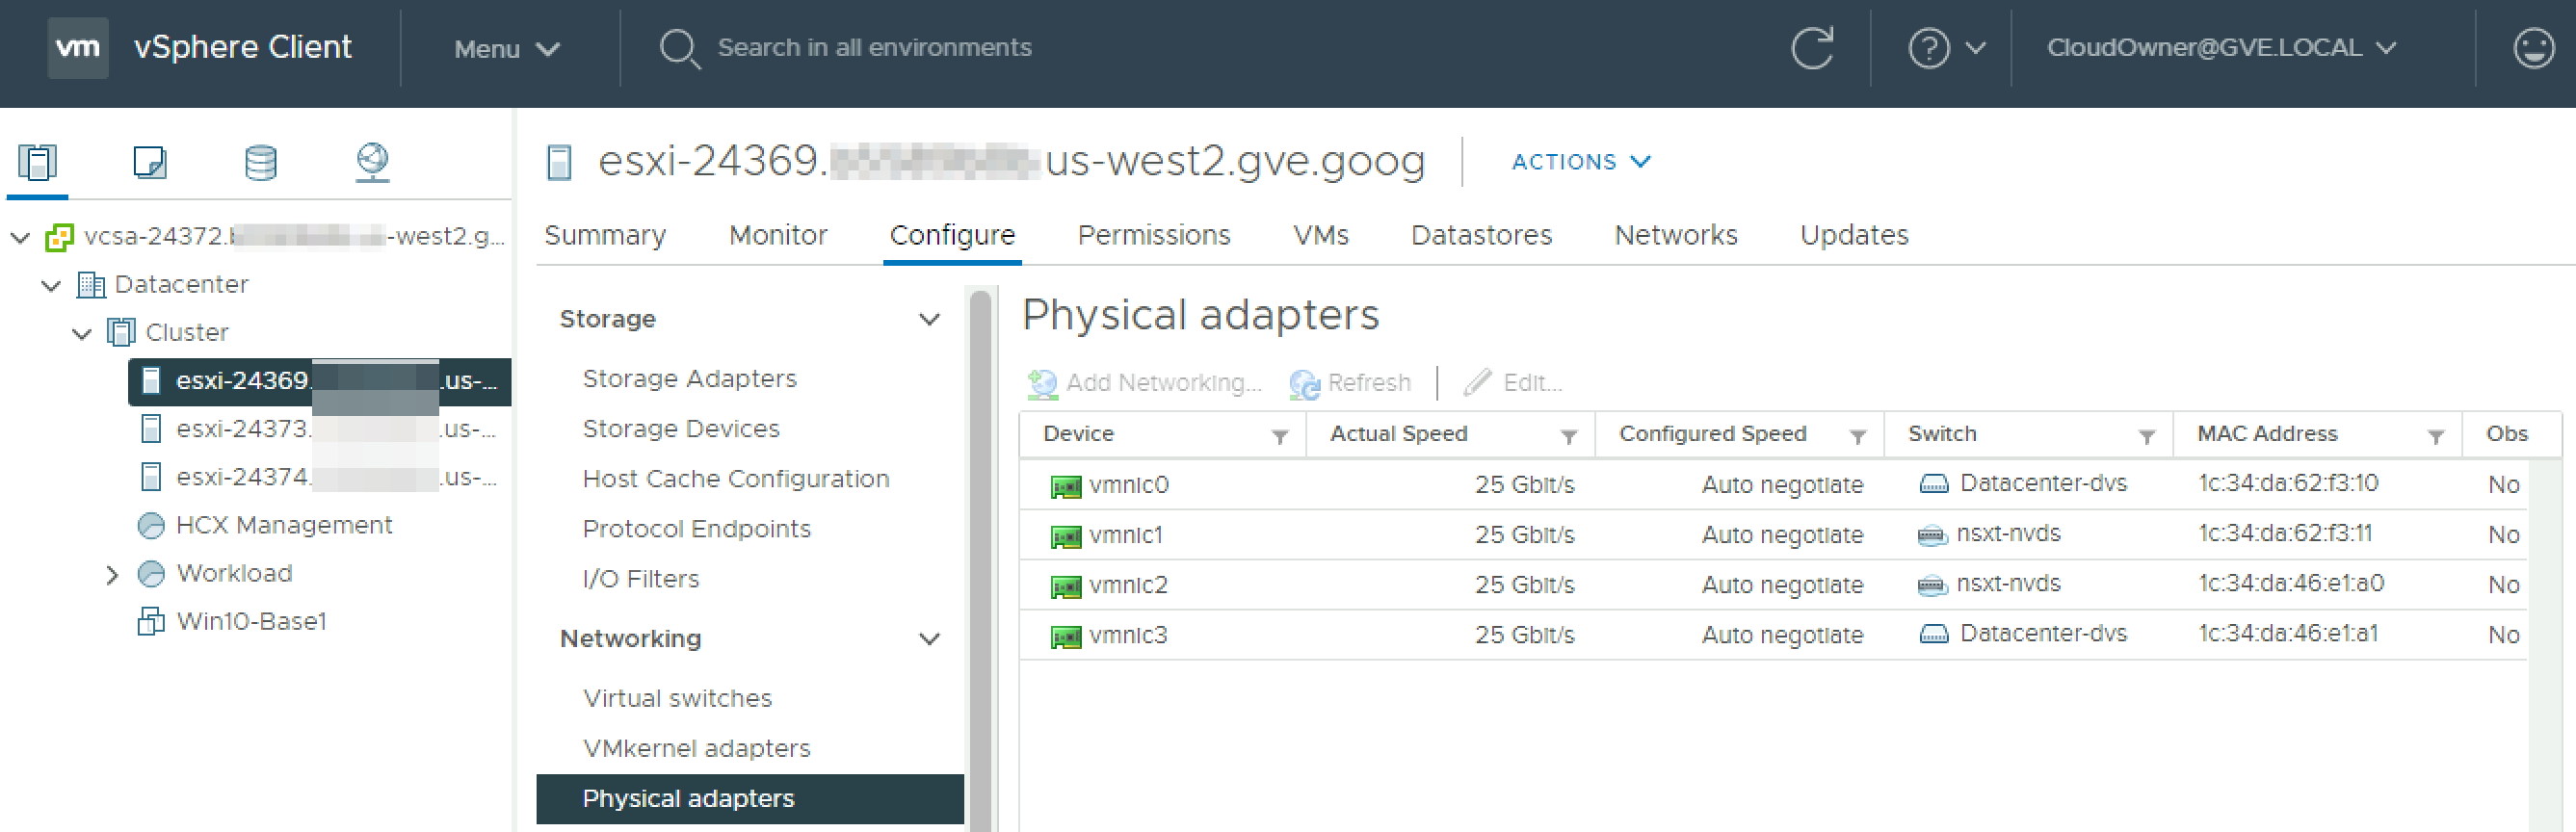 vm vSphere Client Menu Search in all environments CloudOwner@GVE.LOCAL
esxi-24369. us-west2.gve.goog ACTIONS
Summary Monitor Configure Permissions VMs Datastores Networks Updates
vcsa-24372. -west2.g...
Datacenter
Cluster
esxi-24369. .us-...
esxi-24373. .us-...
esxi-24374. .us-...
HCX Management
Workload
Win10-Base1
Storage
Storage Adapters
Storage Devices
Host Cache Configuration
Protocol Endpoints
I/O Filters
Networking
Virtual switches
VMkernel adapters
Physical adapters
Physical adapters
Add Networking... Refresh Edit...
Device Actual Speed Configured Speed Switch MAC Address Obs
vmnic0 25 Gbit/s Auto negotiate Datacenter-dvs 1c:34:da:62:f3:10 No
vmnic1 25 Gbit/s Auto negotiate nsxt-nvds 1c:34:da:62:f3:11 No
vmnic2 25 Gbit/s Auto negotiate nsxt-nvds 1c:34:da:46:e1:a0 No
vmnic3 25 Gbit/s Auto negotiate Datacenter-dvs 1c:34:da:46:e1:a1 No